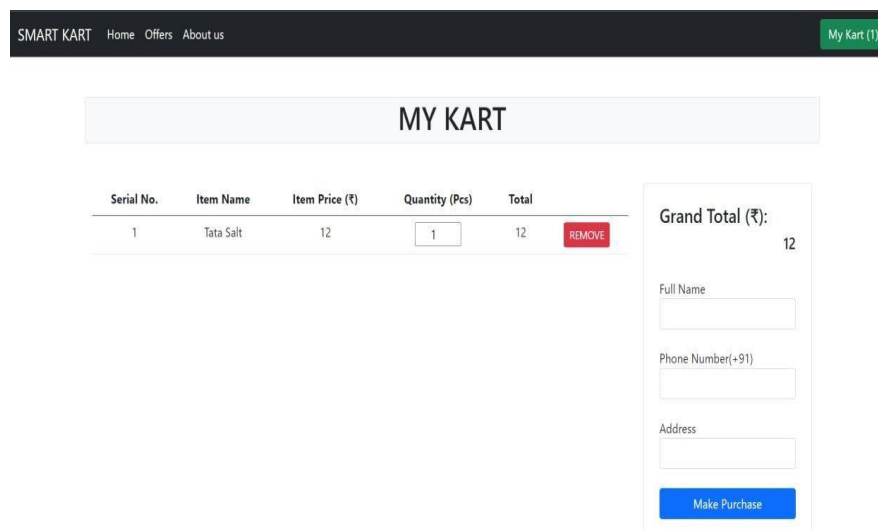 SMART KART Home Offers About us My Kart (1)
MY KART
Serial No. Item Name Item Price (₹) Quantity (Pcs) Total
1 Tata Salt 12 1 12 REMOVE
Grand Total (₹):
12
Full Name
Phone Number(+91)
Address
Make Purchase